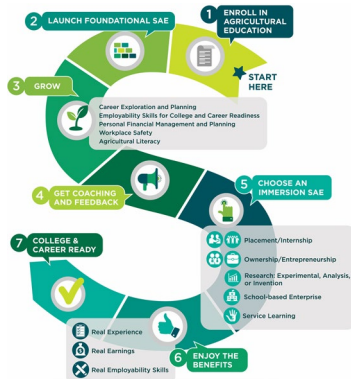 1 ENROLL IN
AGRICULTURAL
EDUCATION
2 LAUNCH FOUNDATIONAL SAE
START
HERE
3 GROW
Career Exploration and Planning
Employability Skills for College and Career Readiness
Personal Financial Management and Planning
Workplace Safety
Agricultural Literacy
4 GET COACHING
AND FEEDBACK
5 CHOOSE AN
IMMERSION SAE
Placement/Internship
Ownership/Entrepreneurship
Research: Experimental, Analysis,
or Invention
School-based Enterprise
Service Learning
6 ENJOY THE
BENEFITS
Real Experience
Real Earnings
Real Employability Skills
7 COLLEGE &
CAREER READY